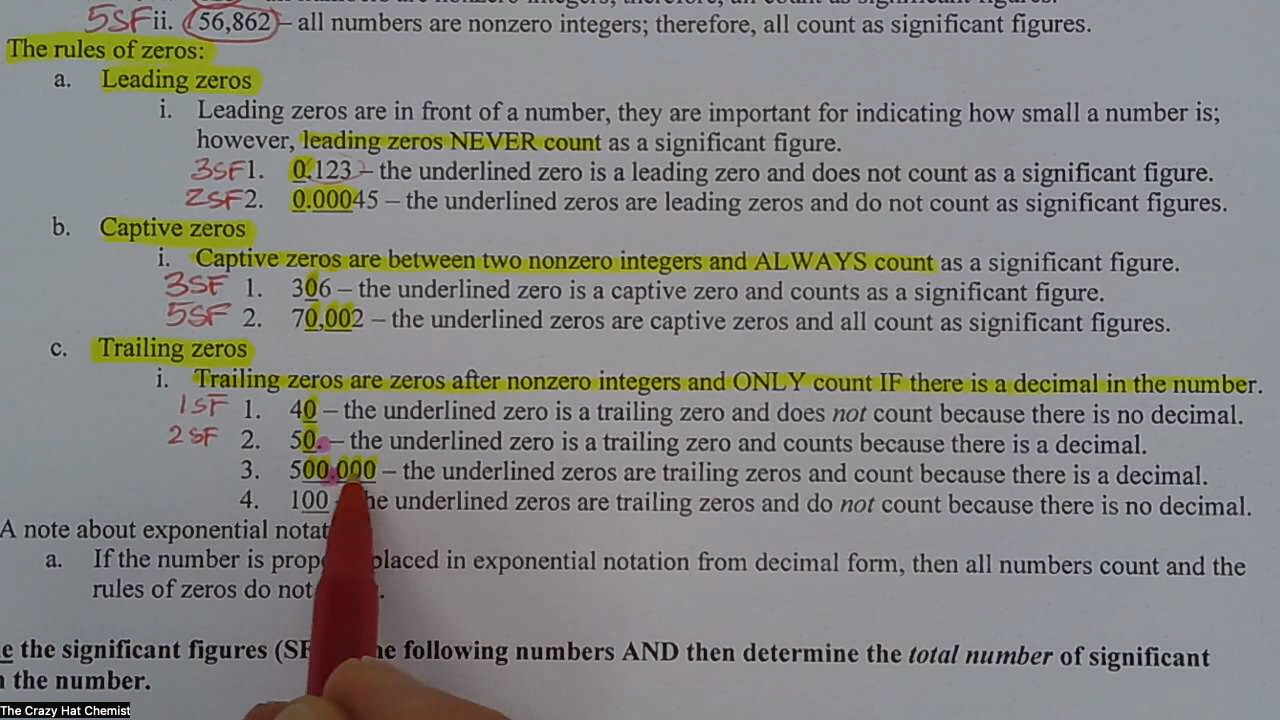 5SF ii. 56,862 – all numbers are nonzero integers; therefore, all count as significant figures.
The rules of zeros:
a. Leading zeros
i. Leading zeros are in front of a number, they are important for indicating how small a number is;
however, leading zeros NEVER count as a significant figure.
3SF 1. 0.123 – the underlined zero is a leading zero and does not count as a significant figure.
2SF 2. 0.00045 – the underlined zeros are leading zeros and do not count as significant figures.
b. Captive zeros
i. Captive zeros are between two nonzero integers and ALWAYS count as a significant figure.
3SF 1. 306 – the underlined zero is a captive zero and counts as a significant figure.
5SF 2. 70,002 – the underlined zeros are captive zeros and all count as significant figures.
c. Trailing zeros
i. Trailing zeros are zeros after nonzero integers and ONLY count IF there is a decimal in the number.
1SF 1. 40 – the underlined zero is a trailing zero and does not count because there is no decimal.
2SF 2. 50. – the underlined zero is a trailing zero and counts because there is a decimal.
3. 500.000 – the underlined zeros are trailing zeros and count because there is a decimal.
4. 100 – underlined zeros are trailing zeros and do not count because there is no decimal.
A note about exponential
a. If the number is placed in exponential notation from decimal form, then all numbers count and the
rules of zeros do not
the significant figures (SF following numbers AND then determine the total number of significant
the number.
The Crazy Hat Chemist